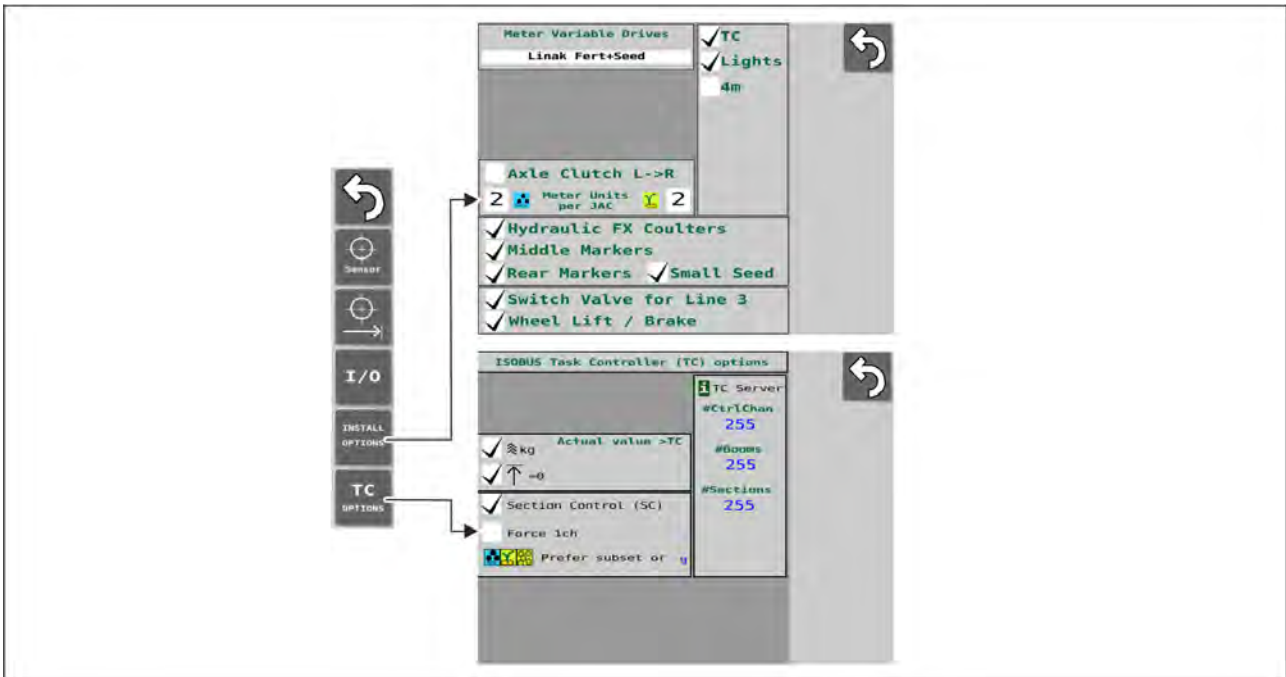 Sensor
I/O
INSTALL
OPTIONS
TC
OPTIONS
Meter Variable Drives
Linak Fert+Seed
TC
Lights
4m
Axle Clutch L->R
2 Meter Units per JAC 2
Hydraulic FX Coulters
Middle Markers
Rear Markers Small Seed
Switch Valve for Line 3
Wheel Lift / Brake
ISOBUS Task Controller (TC) options
i TC Server
#CtrlChan
255
#Booms
255
#Sections
255
Actual value >TC
kg
=0
Section Control (SC)
Force 1ch
Prefer subset or